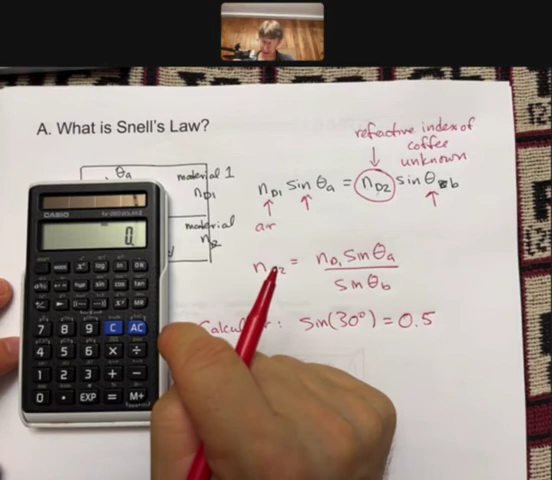 A. What is Snell's Law?
refractive index of
coffee
unknown
θa
material 1
nD1
nD1 sin θa = nD2 sin θb
air
material
n2
CASIO
0.
nD2 = nD1 sin θa
sin θb
sin(30°) = 0.5
7 8 9 C AC
4 5 6 × ÷
1 2 3 + −
0 . EXP = M+